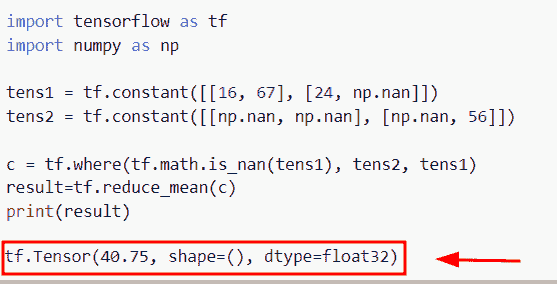 import tensorflow as tf
import numpy as np
tens1 = tf.constant([[16, 67], [24, np.nan]])
tens2 = tf.constant([[np.nan, np.nan], [np.nan, 56]])
c = tf.where(tf.math.is_nan(tens1), tens2, tens1)
result=tf.reduce_mean(c)
print(result)
tf.Tensor(40.75, shape=(), dtype=float32)